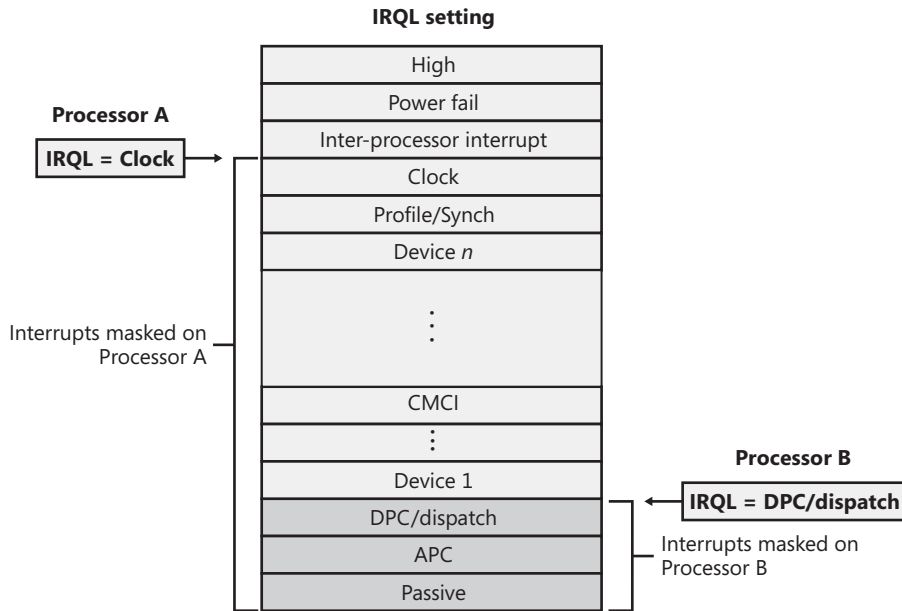 IRQL setting
High
Power fail
Processor A
Inter-processor interrupt
IRQL = Clock
Clock
Profile/Synch
Device n
Interrupts masked on
Processor A
CMCI
Device 1
Processor B
IRQL = DPC/dispatch
DPC/dispatch
APC
Interrupts masked on
Processor B
Passive